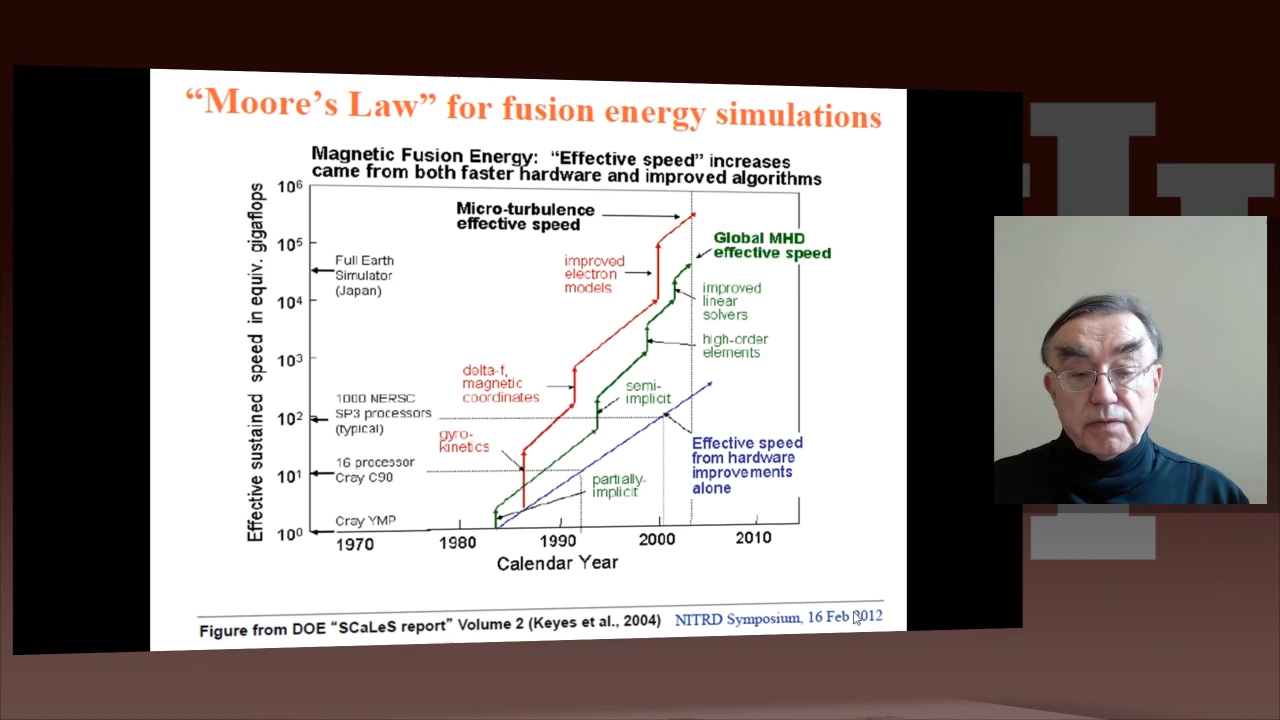 “Moore’s Law” for fusion energy simulations
Magnetic Fusion Energy: “Effective speed” increases
came from both faster hardware and improved algorithms
Effective sustained speed in equiv. gigaflops
10⁶
10⁵
10⁴
10³
10²
10¹
10⁰
Micro-turbulence
effective speed
Global MHD
effective speed
Full Earth
Simulator
(Japan)
improved
electron
models
improved
linear
solvers
high-order
elements
delta-f,
magnetic
coordinates
semi-
implicit
1000 NERSC
SP3 processors
(typical)
gyro-
kinetics
Effective speed
from hardware
improvements
alone
16 processor
Cray C90
partially-
implicit
Cray YMP
1970
1980
1990
2000
2010
Calendar Year
Figure from DOE “SCaLeS report” Volume 2 (Keyes et al., 2004)
NITRD Symposium, 16 Feb 2012